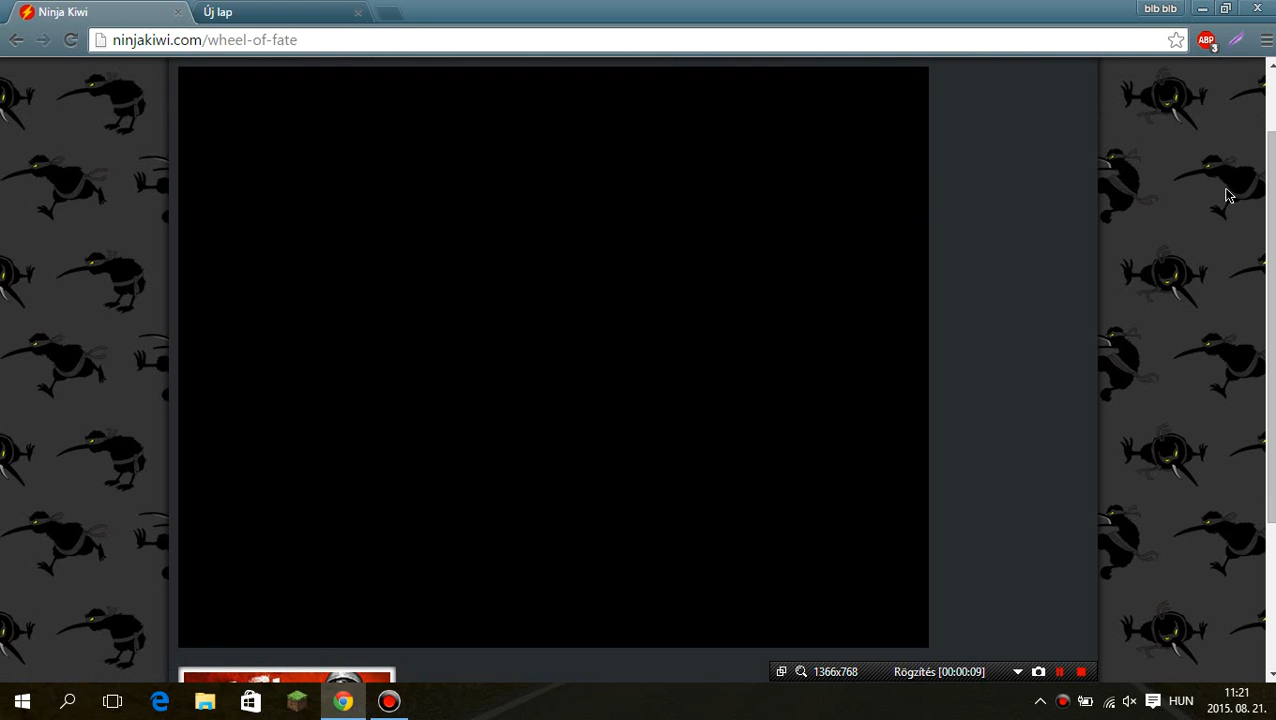 Ninja Kiwi
Új lap
blb blb
ninjakiwi.com/wheel-of-fate
ABP
3
1366x768
Rögzítés [00:00:09]
HUN
11:21
2015. 08. 21.